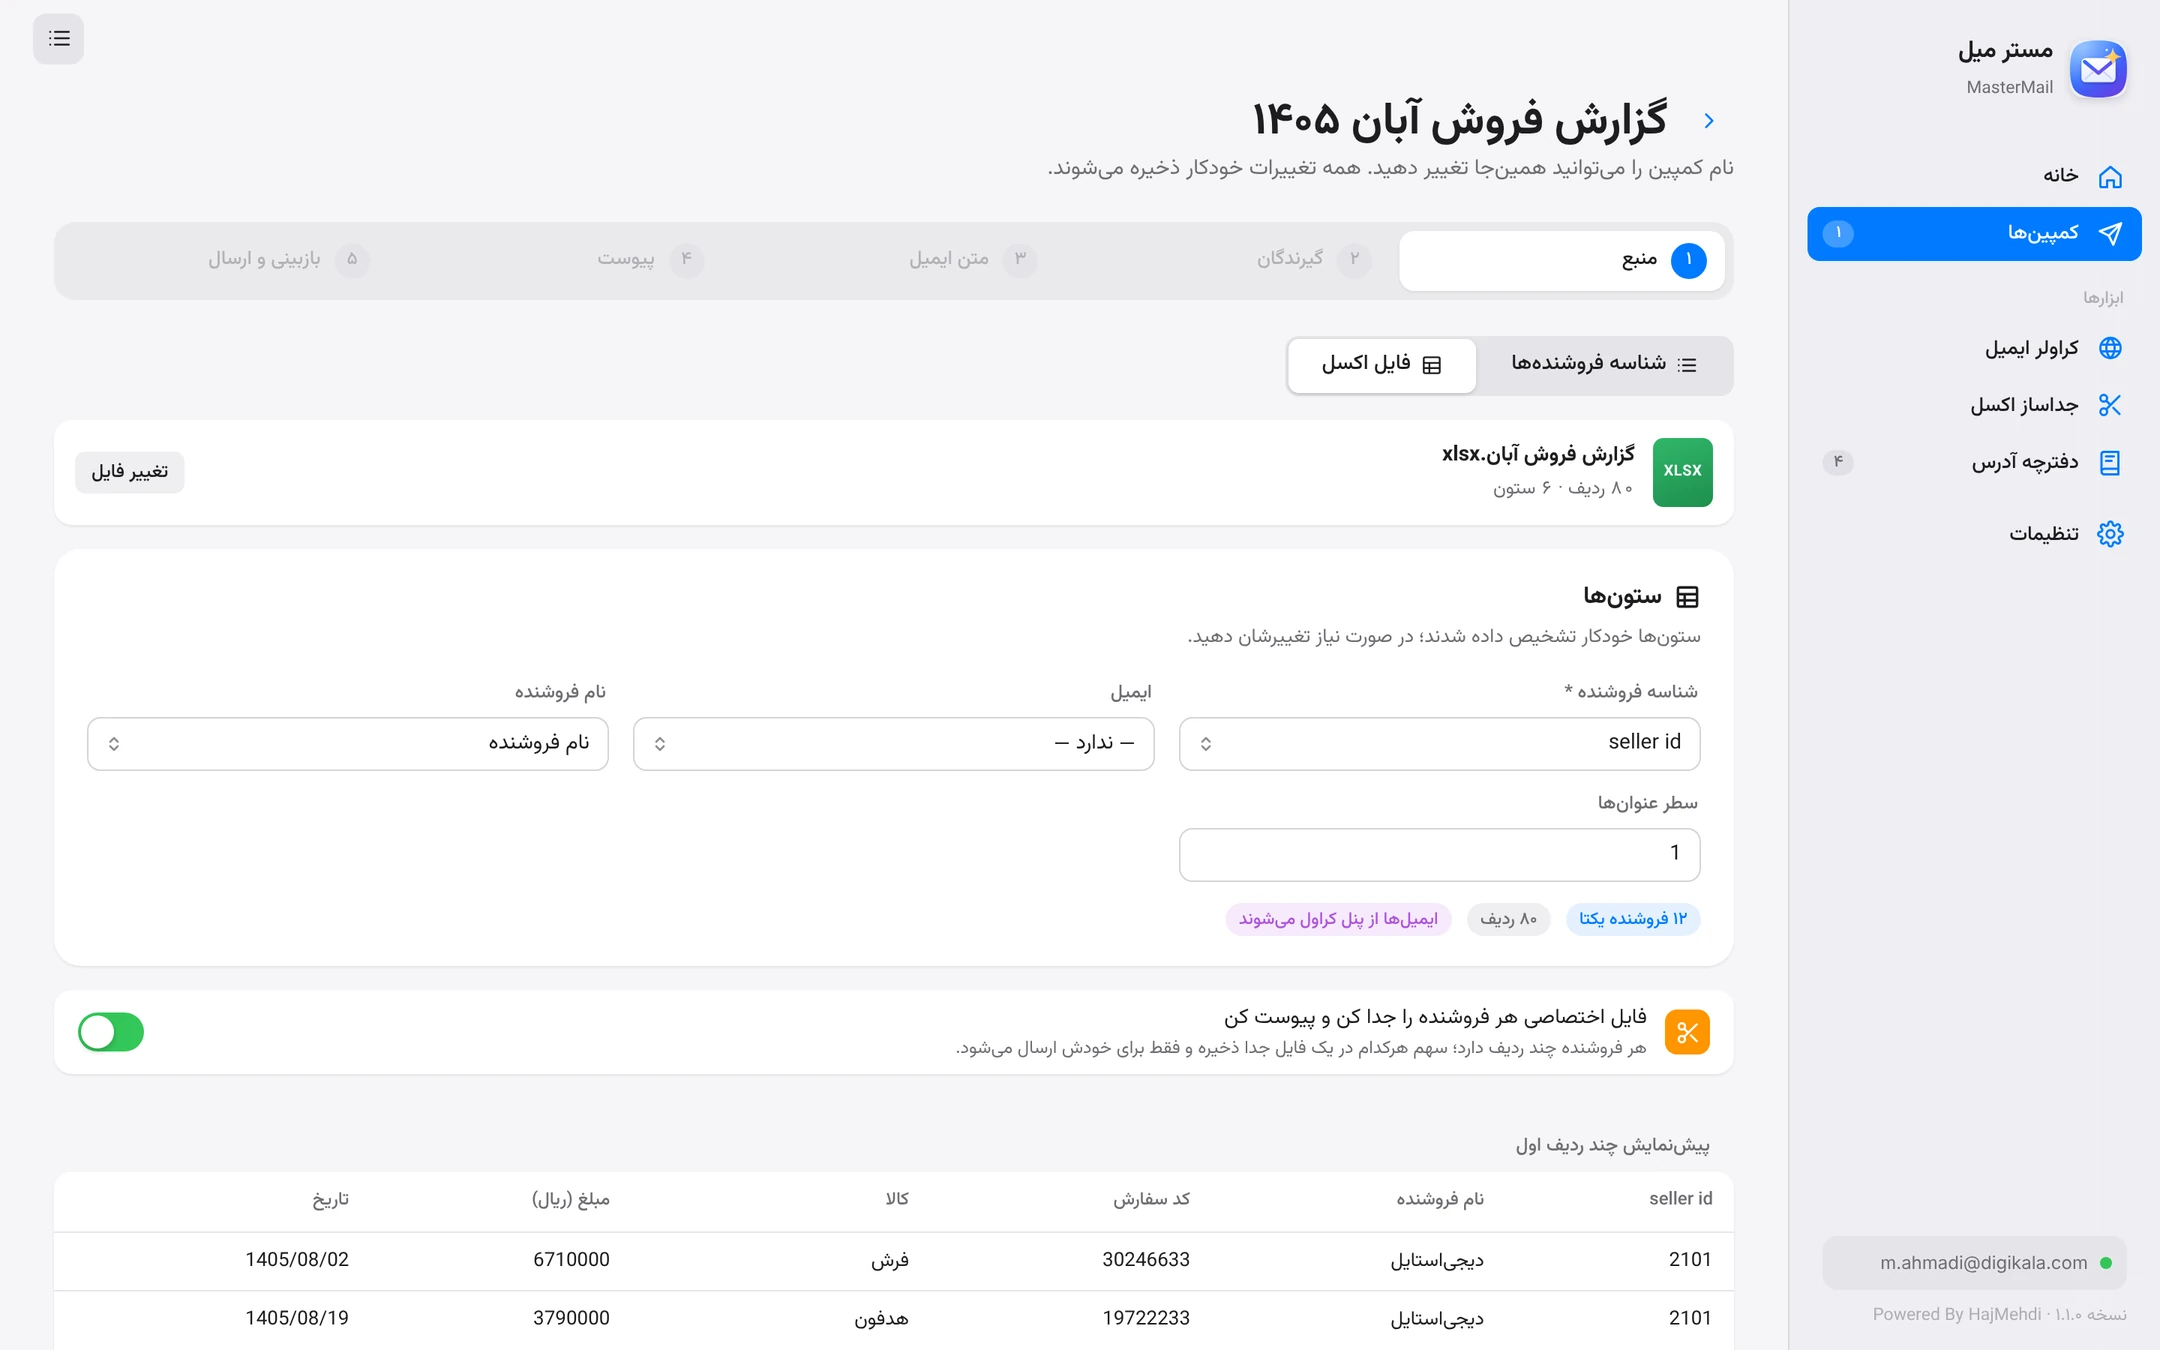 مستر میل
MasterMail
خانه
کمپین‌ها ۱
ابزارها
کراولر ایمیل
جداساز اکسل
دفترچه آدرس ۴
تنظیمات
m.ahmadi@digikala.com
نسخه ۱.۱.۰ · Powered By HajMehdi
گزارش فروش آبان ۱۴۰۵
نام کمپین را می‌توانید همین‌جا تغییر دهید. همه تغییرات خودکار ذخیره می‌شوند.
۱ منبع ۲ گیرندگان ۳ متن ایمیل ۴ پیوست ۵ بازبینی و ارسال
شناسه فروشنده‌ها فایل اکسل
XLSX
گزارش فروش آبان.xlsx
۸۰ ردیف · ۶ ستون
تغییر فایل
ستون‌ها
ستون‌ها خودکار تشخیص داده شدند؛ در صورت نیاز تغییرشان دهید.
شناسه فروشنده * ایمیل نام فروشنده
seller id — ندارد — نام فروشنده
سطر عنوان‌ها
1
۱۲ فروشنده یکتا ۸۰ ردیف ایمیل‌ها از پنل کراول می‌شوند
فایل اختصاصی هر فروشنده را جدا کن و پیوست کن
هر فروشنده چند ردیف دارد؛ سهم هرکدام در یک فایل جدا ذخیره و فقط برای خودش ارسال می‌شود.
پیش‌نمایش چند ردیف اول
seller id نام فروشنده کد سفارش کالا مبلغ (ریال) تاریخ
2101 دیجی‌استایل 30246633 فرش 6710000 1405/08/02
2101 دیجی‌استایل 19722233 هدفون 3790000 1405/08/19